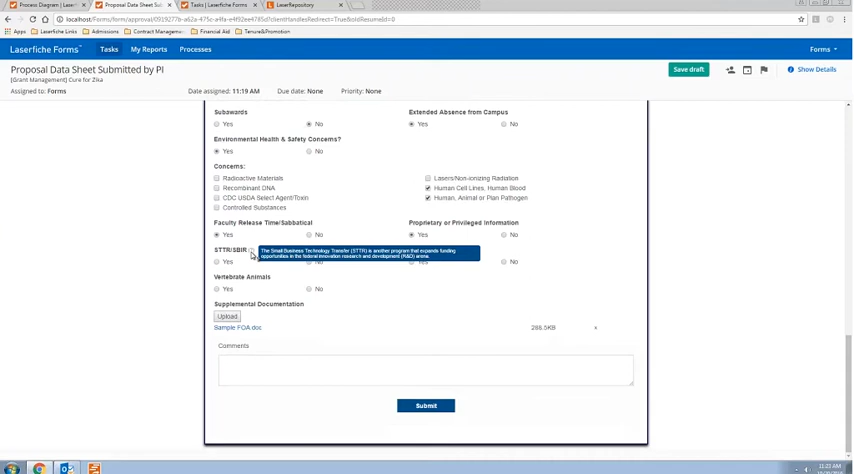 Process Diagram | Laserf
Proposal Data Sheet Subm
Tasks | Laserfiche Forms
LaserRepository
localhost/Forms/form/approval/
Apps Laserfiche Links Admissions Contract Management Financial Aid Tenure&Promotion
Laserfiche Forms Tasks My Reports Processes Forms
Proposal Data Sheet Submitted by PI Save draft Show Details
[Grant Management] Cure for Zika
Assigned to: Forms Date assigned: 11:19 AM Due date: None Priority: None
Subawards Extended Absence from Campus
Yes No Yes No
Environmental Health & Safety Concerns?
Yes No
Concerns:
Radioactive Materials Lasers/Non-ionizing Radiation
Recombinant DNA Human Cell Lines, Human Blood
CDC USDA Select Agent/Toxin Human, Animal or Plan Pathogen
Controlled Substances
Faculty Release Time/Sabbatical Proprietary or Privileged Information
Yes No Yes No
STTR/SBIR
The Small Business Technology Transfer (STTR) is another program that expands funding
opportunities in the federal innovation research and development (R&D) arena.
Yes No Yes No
Vertebrate Animals
Yes No
Supplemental Documentation
Upload
Sample FOA.doc 288.5KB x
Comments
Submit
11:23 AM